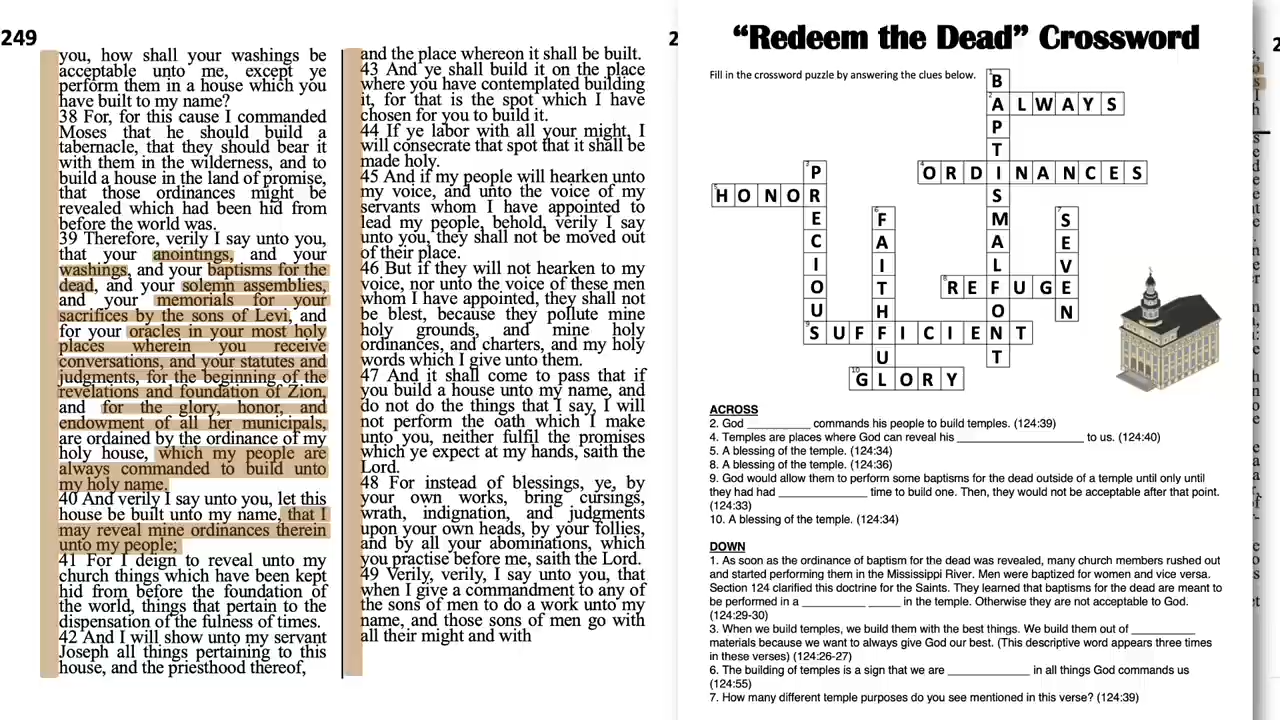 249
you, how shall your washings be
acceptable unto me, except ye
perform them in a house which you
have built to my name?
38 For, for this cause I commanded
Moses that he should build a
tabernacle, that they should bear it
with them in the wilderness, and to
build a house in the land of promise,
that those ordinances might be
revealed which had been hid from
before the world was.
39 Therefore, verily I say unto you,
that your anointings, and your
washings, and your baptisms for the
dead, and your solemn assemblies,
and your memorials for your
sacrifices by the sons of Levi, and
for your oracles in your most holy
places wherein you receive
conversations, and your statutes and
judgments, for the beginning of the
revelations and foundation of Zion,
and for the glory, honor, and
endowment of all her municipals,
are ordained by the ordinance of my
holy house, which my people are
always commanded to build unto
my holy name.
40 And verily I say unto you, let this
house be built unto my name, that I
may reveal mine ordinances therein
unto my people;
41 For I deign to reveal unto my
church things which have been kept
hid from before the foundation of
the world, things that pertain to the
dispensation of the fulness of times.
42 And I will show unto my servant
Joseph all things pertaining to this
house, and the priesthood thereof,
and the place whereon it shall be built.
43 And ye shall build it on the place
where you have contemplated building
it, for that is the spot which I have
chosen for you to build it.
44 If ye labor with all your might, I
will consecrate that spot that it shall be
made holy.
45 And if my people will hearken unto
my voice, and unto the voice of my
servants whom I have appointed to
lead my people, behold, verily I say
unto you, they shall not be moved out
of their place.
46 But if they will not hearken to my
voice, nor unto the voice of these men
whom I have appointed, they shall not
be blest, because they pollute mine
holy grounds, and mine holy
ordinances, and charters, and my holy
words which I give unto them.
47 And it shall come to pass that if
you build a house unto my name, and
do not do the things that I say, I will
not perform the oath which I make
unto you, neither fulfil the promises
which ye expect at my hands, saith the
Lord.
48 For instead of blessings, ye, by
your own works, bring cursings,
wrath, indignation, and judgments
upon your own heads, by your follies,
and by all your abominations, which
you practise before me, saith the Lord.
49 Verily, verily, I say unto you, that
when I give a commandment to any of
the sons of men to do a work unto my
name, and those sons of men go with
all their might and with
"Redeem the Dead" Crossword
Fill in the crossword puzzle by answering the clues below.
BAPTISMALFONT
ALWAYS
PRECIOUS
ORDINANCES
HONOR
FAITHFUL
SEVEN
REFUGE
SUFFICIENT
GLORY
ACROSS
2. God __________ commands his people to build temples. (124:39)
4. Temples are places where God can reveal his ____________________ to us. (124:40)
5. A blessing of the temple. (124:34)
8. A blessing of the temple. (124:36)
9. God would allow them to perform some baptisms for the dead outside of a temple until only until
they had had ______________ time to build one. Then, they would not be acceptable after that point.
(124:33)
10. A blessing of the temple. (124:34)
DOWN
1. As soon as the ordinance of baptism for the dead was revealed, many church members rushed out
and started performing them in the Mississippi River. Men were baptized for women and vice versa.
Section 124 clarified this doctrine for the Saints. They learned that baptisms for the dead are meant to
be performed in a __________ _____ in the temple. Otherwise they are not acceptable to God.
(124:29-30)
3. When we build temples, we build them with the best things. We build them out of __________
materials because we want to always give God our best. (This descriptive word appears three times
in these verses) (124:26-27)
6. The building of temples is a sign that we are _____________ in all things God commands us
(124:55)
7. How many different temple purposes do you see mentioned in this verse? (124:39)